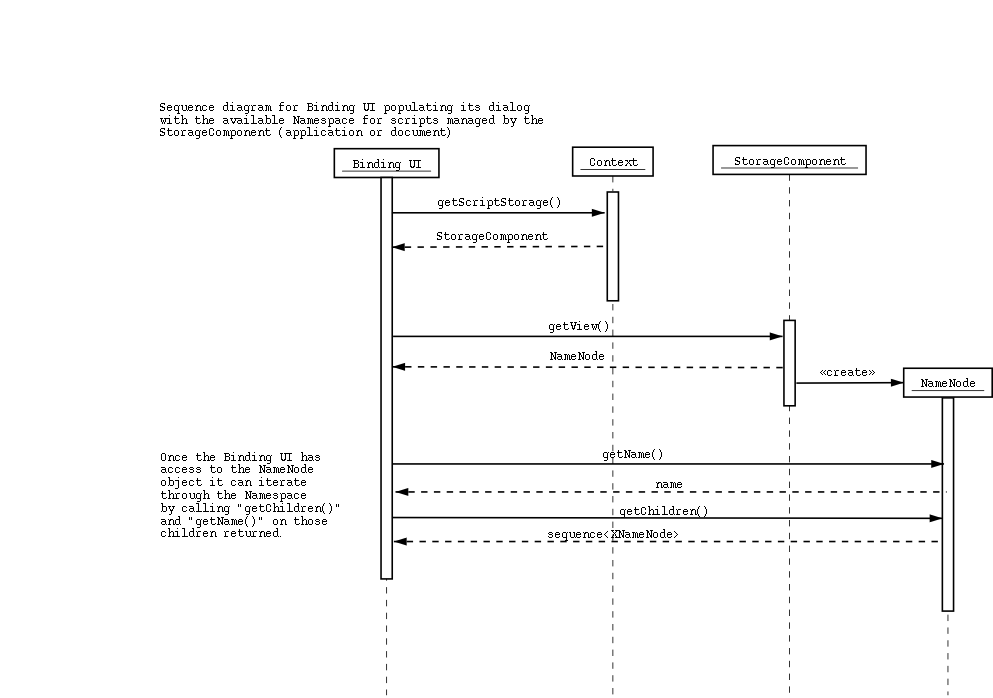 Sequence diagram for Binding UI populating its dialog
with the available Namespace for scripts managed by the
StorageComponent (application or document)
Binding UI
Context
StorageComponent
getScriptStorage()
StorageComponent
getView()
NameNode
«create»
NameNode
Once the Binding UI has
access to the NameNode
object it can iterate
through the Namespace
by calling "getChildren()"
and "getName()" on those
children returned.
getName()
name
getChildren()
sequence<XNameNode>